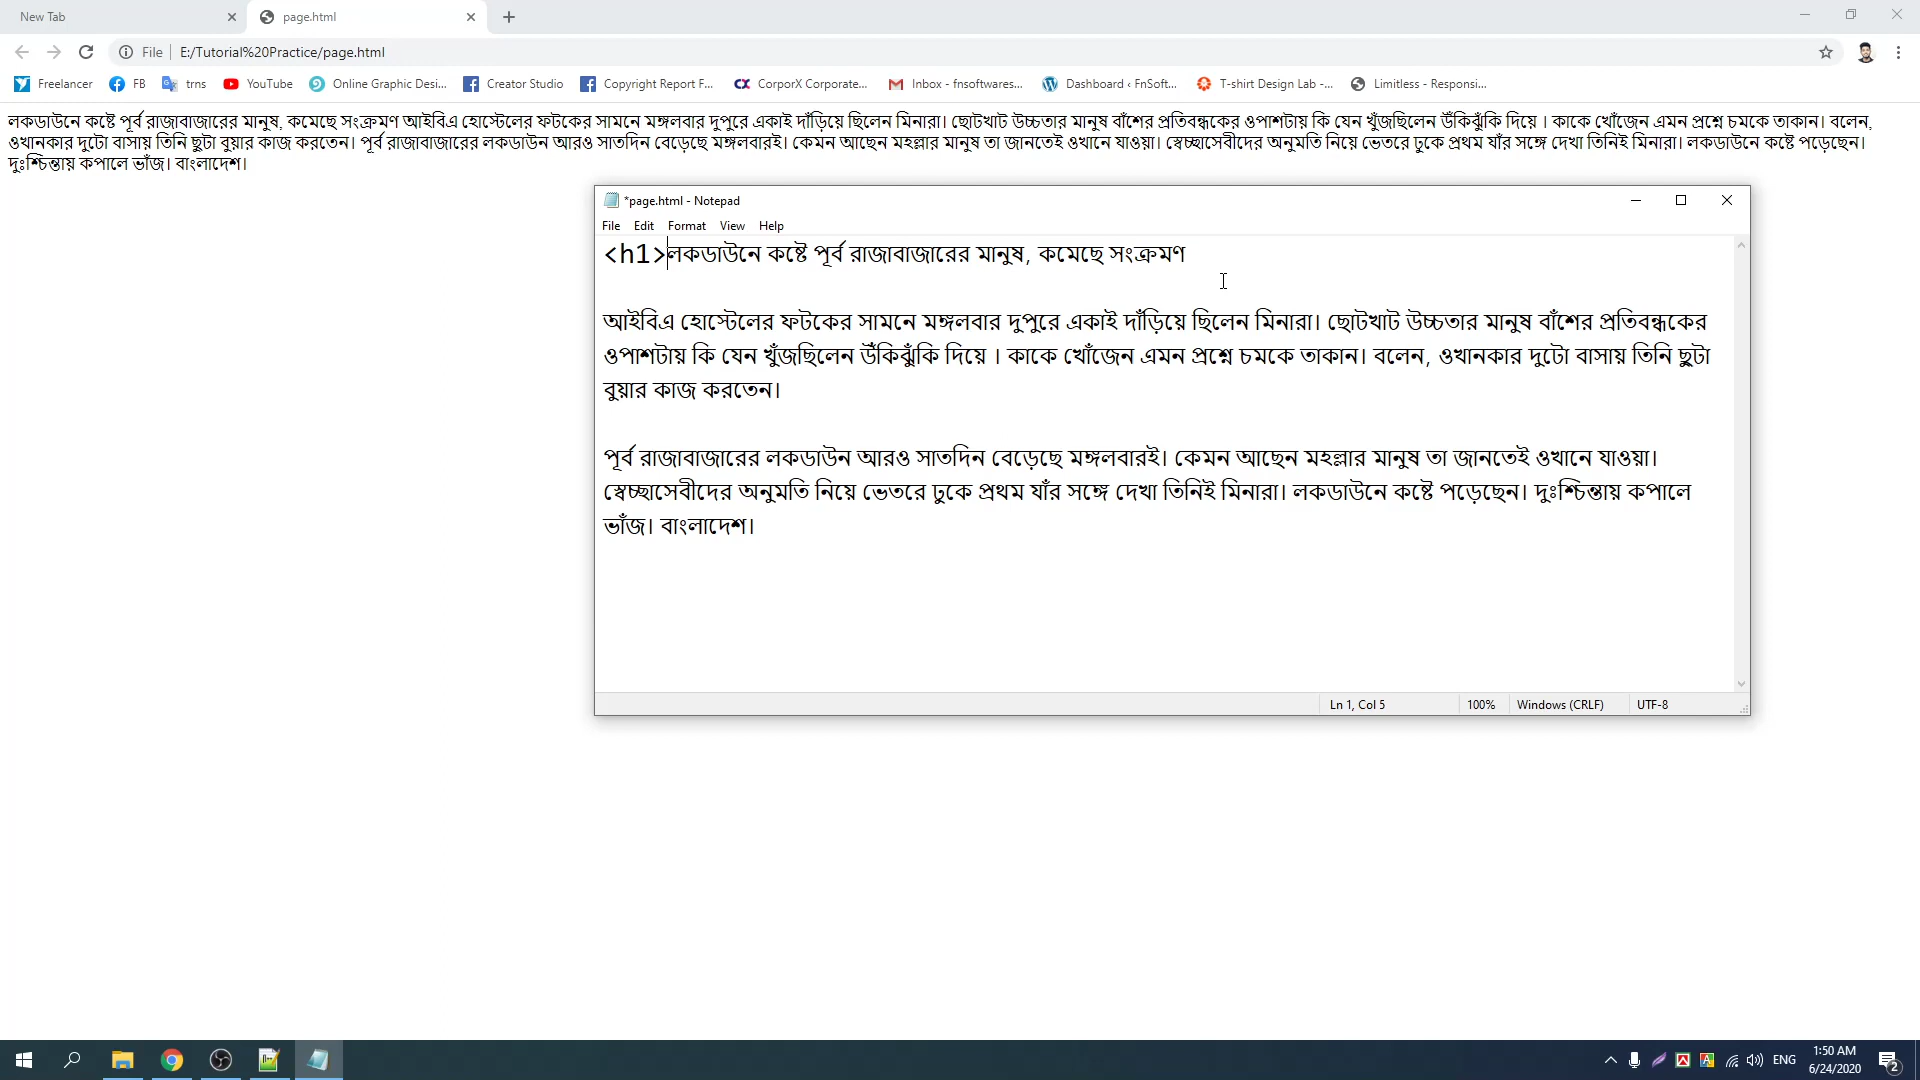 New Tab
page.html
File
E:/Tutorial%20Practice/page.html
Freelancer
FB
trns
YouTube
Online Graphic Desi...
Creator Studio
Copyright Report F...
CorporX Corporate...
Inbox - fnsoftwares...
Dashboard ‹ FnSoft...
T-shirt Design Lab -...
Limitless - Responsi...
লকডাউনে কষ্টে পূর্ব রাজাবাজারের মানুষ, কমেছে সংক্রমণ আইবিএ হোস্টেলের ফটকের সামনে মঙ্গলবার দুপুরে একাই দাঁড়িয়ে ছিলেন মিনারা। ছোটখাট উচ্চতার মানুষ বাঁশের প্রতিবন্ধকের ওপাশটায় কি যেন খুঁজছিলেন উঁকিঝুঁকি দিয়ে । কাকে খোঁজেন এমন প্রশ্নে চমকে তাকান। বলেন,
ওখানকার দুটো বাসায় তিনি ছুটা বুয়ার কাজ করতেন। পূর্ব রাজাবাজারের লকডাউন আরও সাতদিন বেড়েছে মঙ্গলবারই। কেমন আছেন মহল্লার মানুষ তা জানতেই ওখানে যাওয়া। স্বেচ্ছাসেবীদের অনুমতি নিয়ে ভেতরে ঢুকে প্রথম যাঁর সঙ্গে দেখা তিনিই মিনারা। লকডাউনে কষ্টে পড়েছেন।
দুঃশ্চিন্তায় কপালে ভাঁজ। বাংলাদেশ।
*page.html - Notepad
File Edit Format View Help
<h1>লকডাউনে কষ্টে পূর্ব রাজাবাজারের মানুষ, কমেছে সংক্রমণ
আইবিএ হোস্টেলের ফটকের সামনে মঙ্গলবার দুপুরে একাই দাঁড়িয়ে ছিলেন মিনারা। ছোটখাট উচ্চতার মানুষ বাঁশের প্রতিবন্ধকের
ওপাশটায় কি যেন খুঁজছিলেন উঁকিঝুঁকি দিয়ে । কাকে খোঁজেন এমন প্রশ্নে চমকে তাকান। বলেন, ওখানকার দুটো বাসায় তিনি ছুটা
বুয়ার কাজ করতেন।
পূর্ব রাজাবাজারের লকডাউন আরও সাতদিন বেড়েছে মঙ্গলবারই। কেমন আছেন মহল্লার মানুষ তা জানতেই ওখানে যাওয়া।
স্বেচ্ছাসেবীদের অনুমতি নিয়ে ভেতরে ঢুকে প্রথম যাঁর সঙ্গে দেখা তিনিই মিনারা। লকডাউনে কষ্টে পড়েছেন। দুঃশ্চিন্তায় কপালে
ভাঁজ। বাংলাদেশ।
Ln 1, Col 5
100%
Windows (CRLF)
UTF-8
ENG
1:50 AM
6/24/2020
2